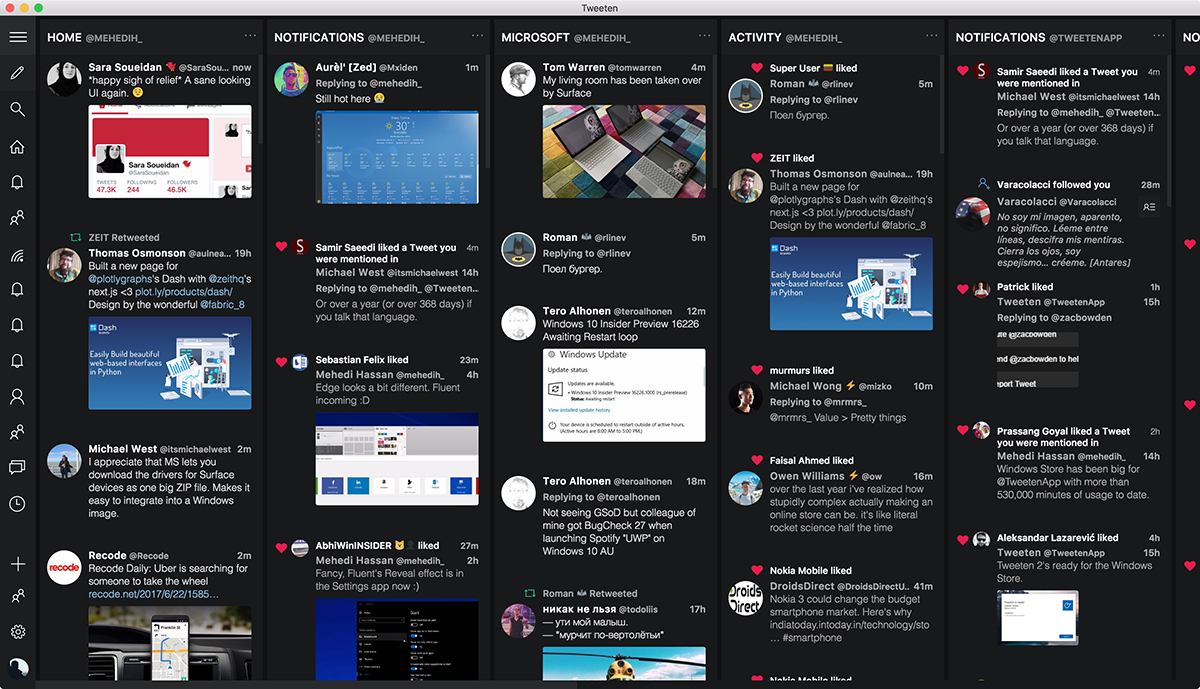 Tweeten
HOME @MEHEDIH_
Sara Soueidan @SaraSou... now
*happy sigh of relief* A sane looking
UI again.
Sara Soueidan
@SaraSoueidan
TWEETS FOLLOWING FOLLOWERS
47.3K 244 46.5K
ZEIT Retweeted
Thomas Osmonson @aulnea... 19h
Built a new page for
@plotlygraphs's Dash with @zeithq's
next.js <3 plot.ly/products/dash/
Design by the wonderful @fabric_8
Dash
Easily Build beautiful
web-based interfaces
in Python
Michael West @itsmichaelwest 2m
I appreciate that MS lets you
download the drivers for Surface
devices as one big ZIP file. Makes it
easy to integrate into a Windows
image.
recode
Recode @Recode 2m
Recode Daily: Uber is searching for
someone to take the wheel
recode.net/2017/6/22/1585...
NOTIFICATIONS @MEHEDIH_
Aurèl' [Zed] @Mxiden 1m
Replying to @mehedih_
Still hot here
30°
Samir Saeedi liked a Tweet you 4m
were mentioned in
Michael West @itsmichaelwest 14h
Replying to @mehedih_ @Tweeten...
Or over a year (or over 368 days) if
you talk that language.
Sebastian Felix liked 23m
Mehedi Hassan @mehedih_ 4h
Edge looks a bit different. Fluent
incoming :D
AbhiWinINSIDER liked 27m
Mehedi Hassan @mehedih_ 2h
Fancy, Fluent's Reveal effect is in
the Settings app now :)
Start
MICROSOFT @MEHEDIH_
Tom Warren @tomwarren 4m
My living room has been taken over
by Surface
Roman @rlinev 5m
Replying to @rlinev
Поел бургер.
Tero Alhonen @teroalhonen 12m
Windows 10 Insider Preview 16226
Awaiting Restart loop
Windows Update
Update status
Updates are available.
• Windows 10 Insider Preview 16226.1000 (rs_prerelease)
Status: Awaiting restart
View installed update history
Your device is scheduled to restart outside of active hours.
(Active hours are 8:00 AM to 5:00 PM.)
Tero Alhonen @teroalhonen 18m
Replying to @teroalhonen
Not seeing GSoD but colleague of
mine got BugCheck 27 when
launching Spotify "UWP" on
Windows 10 AU
Roman Retweeted
никак не льзя @todoliis 17h
— ути мой малыш.
— *мурчит по-вертолётьи*
ACTIVITY @MEHEDIH_
Super User liked
Roman @rlinev 5m
Replying to @rlinev
Поел бургер.
ZEIT liked
Thomas Osmonson @aulnea... 19h
Built a new page for
@plotlygraphs's Dash with @zeithq's
next.js <3 plot.ly/products/dash/
Design by the wonderful @fabric_8
Dash
Easily Build beautiful
web-based interfaces
in Python
murmurs liked
Michael Wong @mizko 10m
Replying to @mrmrs_
@mrmrs_ Value > Pretty things
Faisal Ahmed liked
Owen Williams @ow 16m
over the last year i've realized how
stupidly complex actually making an
online store can be. it's like literal
rocket science half the time
Nokia Mobile liked
Droids
Direct
DroidsDirect @DroidsDirectU.. 41m
Nokia 3 could change the budget
smartphone market. Here's why
indiatoday.intoday.in/technology/sto
... #smartphone
Nokia Mobile liked
NOTIFICATIONS @TWEETENAPP
Samir Saeedi liked a Tweet you 4m
were mentioned in
Michael West @itsmichaelwest 14h
Replying to @mehedih_ @Tweeten...
Or over a year (or over 368 days) if
you talk that language.
Varacolacci followed you 28m
Varacolacci @Varacolacci
No soy mi imagen, aparento,
no significo. Léeme entre
líneas, descifra mis mentiras.
Cierra los ojos, soy
espejismo... créeme. [Antares]
Patrick liked 1h
Tweeten @TweetenApp 15h
Replying to @zacbowden
ute @zacbowden
end @zacbowden to hel
eport Tweet
Prassang Goyal liked a Tweet 2h
you were mentioned in
Mehedi Hassan @mehedih_ 14h
Windows Store has been big for
@TweetenApp with more than
530,000 minutes of usage to date.
Aleksandar Lazarević liked 4h
Tweeten @TweetenApp 15h
Tweeten 2's ready for the Windows
Store.
NO